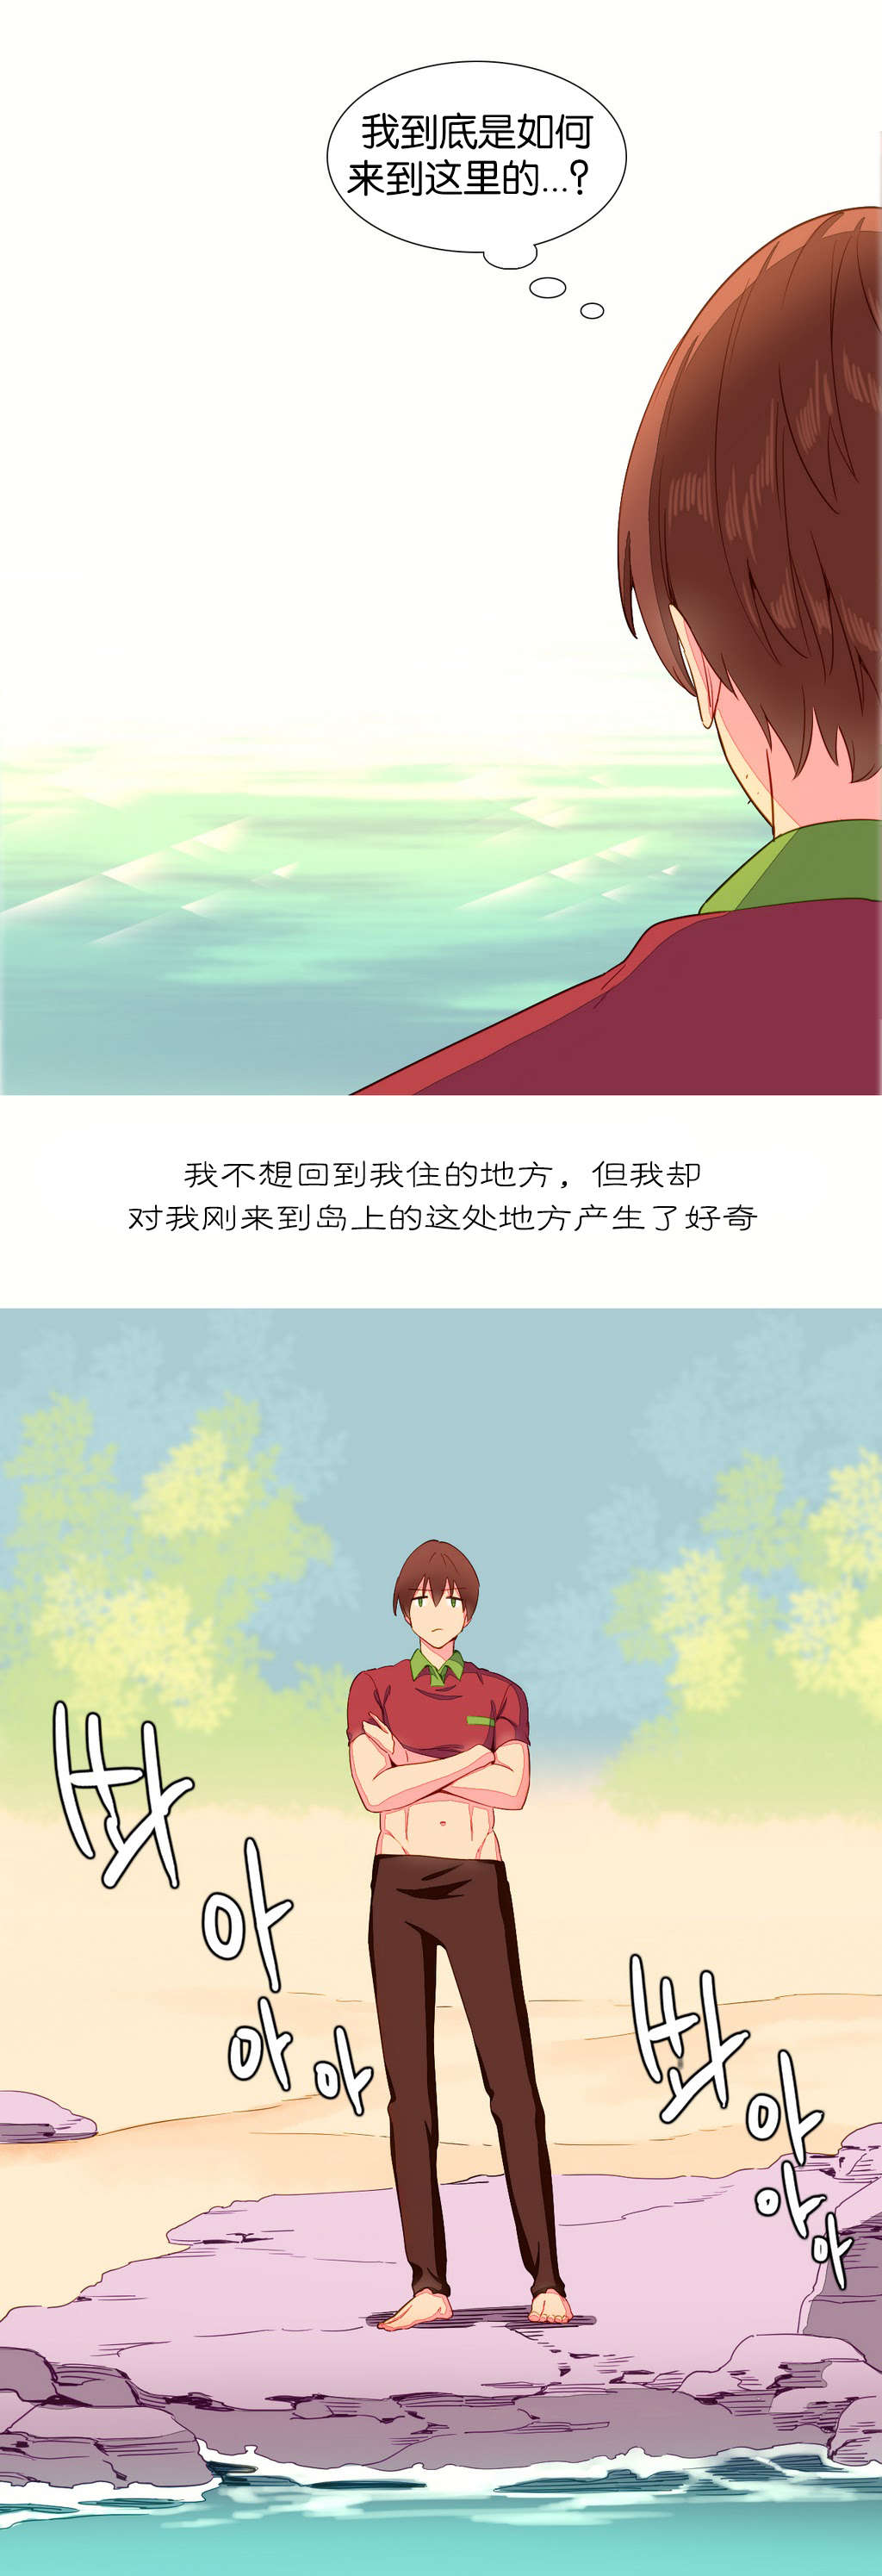 我到底是如何
来到这里的...?
我不想回到我住的地方，但我却
对我刚来到岛上的这处地方产生了好奇
쏴
아
아
아
쏴
아
아
아